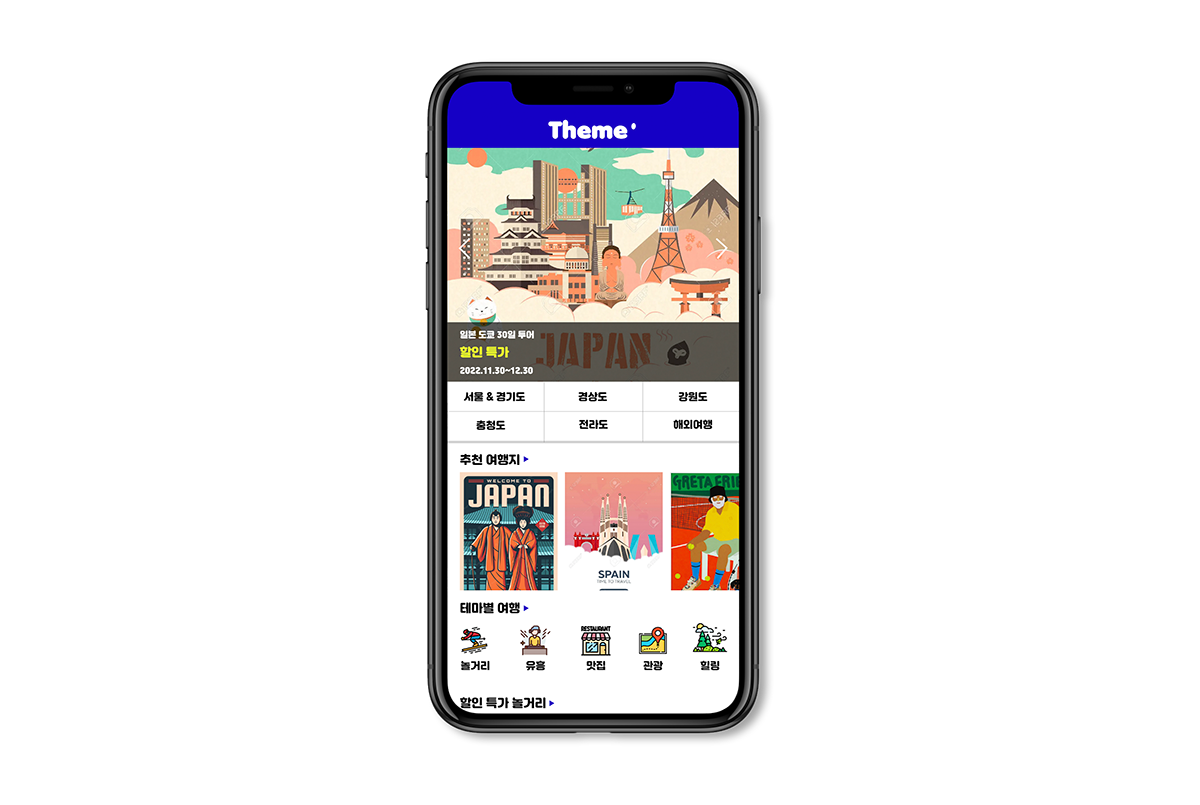 Theme
일본 도쿄 30일 투어
할인 특가
2022.11.30~12.30
JAPAN
서울 & 경기도
경상도
강원도
충청도
전라도
해외여행
추천 여행지
WELCOME TO
JAPAN
SPAIN
TIME TO TRAVEL
GRETA FRIE
테마별 여행
RESTAURANT
놀거리
유흥
맛집
관광
힐링
할인 특가 놀거리